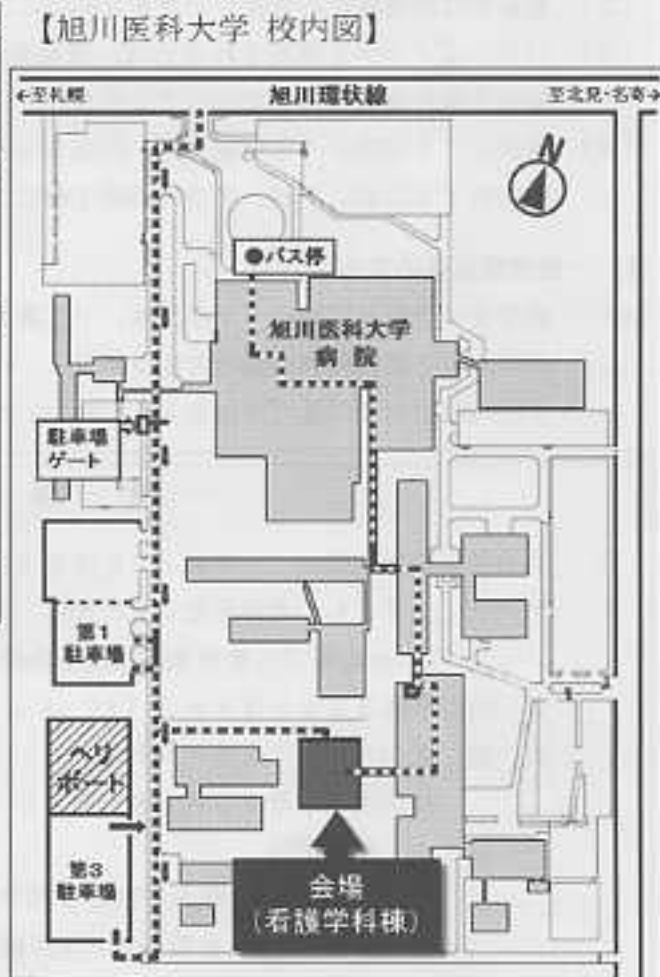 【旭川医科大学 校内図】
←至札幌
旭川環状線
至北見・名寄→
N
●バス停
旭川医科大学
病院
駐車場
ゲート
第1
駐車場
ヘリ
ポート
第3
駐車場
会場
(看護学科棟)